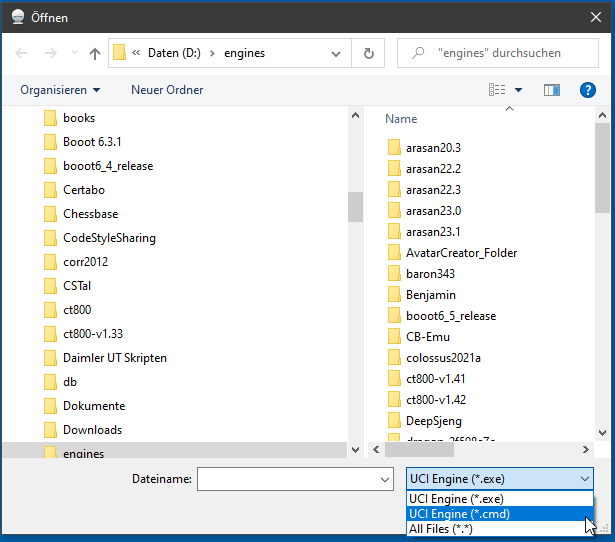 Öffnen
« Daten (D:) › engines
"engines" durchsuchen
Organisieren
Neuer Ordner
books
Booot 6.3.1
booot6_4_release
Certabo
Chessbase
CodeStyleSharing
corr2012
CSTal
ct800
ct800-v1.33
Daimler UT Skripten
db
Dokumente
Downloads
engines
Name
arasan20.3
arasan22.2
arasan22.3
arasan23.0
arasan23.1
AvatarCreator_Folder
baron343
Benjamin
booot6_5_release
CB-Emu
colossus2021a
ct800-v1.41
ct800-v1.42
DeepSjeng
Dateiname:
UCI Engine (*.exe)
UCI Engine (*.exe)
UCI Engine (*.cmd)
All Files (*.*)